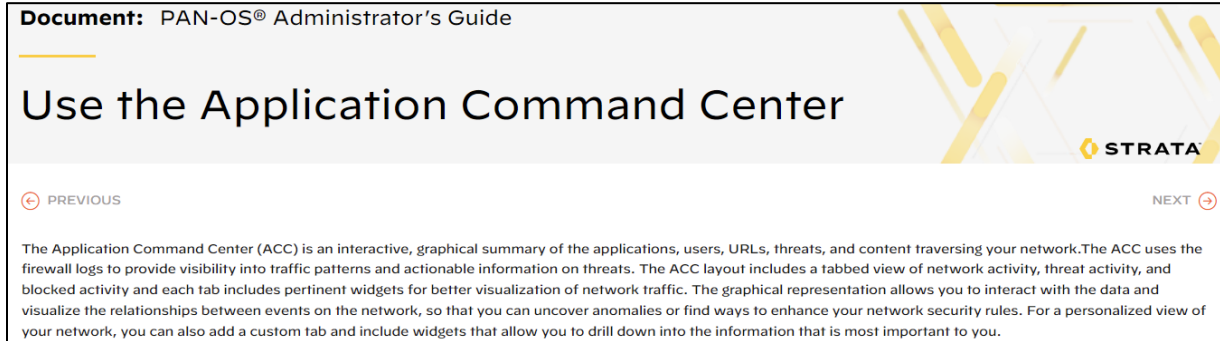 Document: PAN-OS® Administrator's Guide
Use the Application Command Center
STRATA
PREVIOUS
NEXT
The Application Command Center (ACC) is an interactive, graphical summary of the applications, users, URLs, threats, and content traversing your network.The ACC uses the
firewall logs to provide visibility into traffic patterns and actionable information on threats. The ACC layout includes a tabbed view of network activity, threat activity, and
blocked activity and each tab includes pertinent widgets for better visualization of network traffic. The graphical representation allows you to interact with the data and
visualize the relationships between events on the network, so that you can uncover anomalies or find ways to enhance your network security rules. For a personalized view of
your network, you can also add a custom tab and include widgets that allow you to drill down into the information that is most important to you.